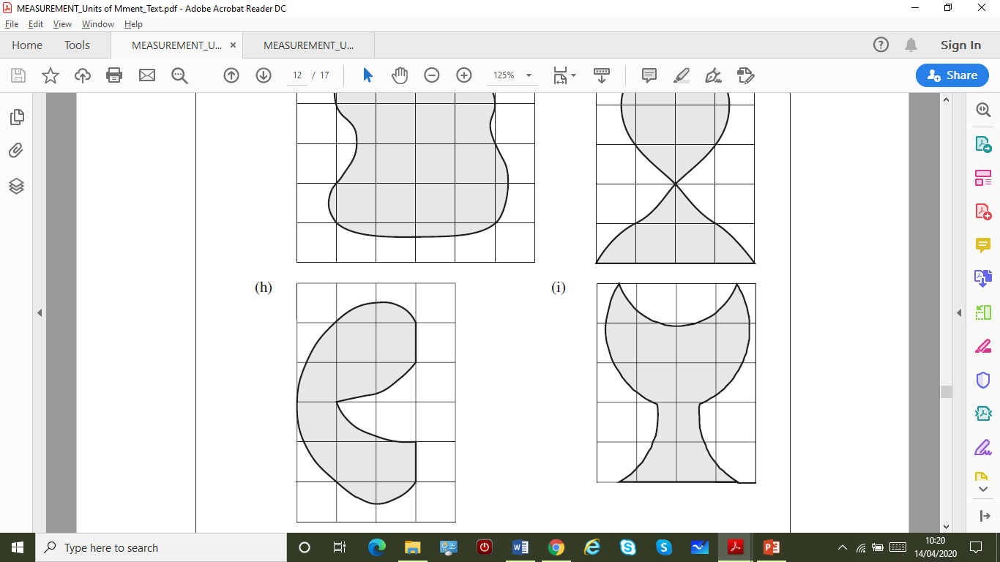 MEASUREMENT_Units of Mment_Text.pdf - Adobe Acrobat Reader DC
File Edit View Window Help
Home Tools MEASUREMENT_U... × MEASUREMENT_U... Sign In
12 / 17 125% Share
(h) (i)
Type here to search
10:20
14/04/2020